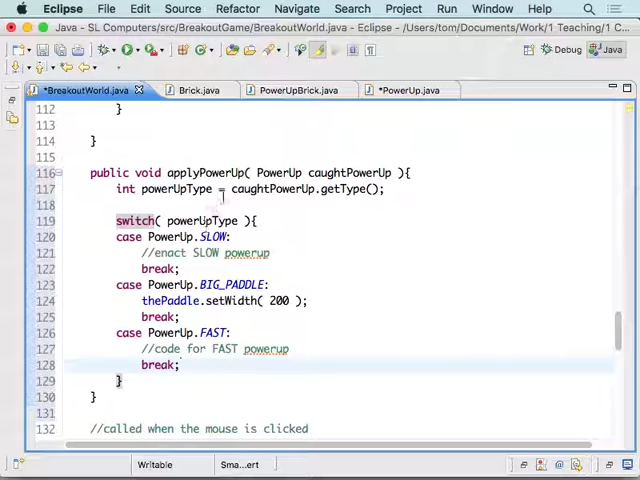 Eclipse File Edit Source Refactor Navigate Search Project Run Window Help
Java - SL Computers/src/BreakoutGame/BreakoutWorld.java - Eclipse - /Users/tom/Documents/Work/1 Teaching/1 C...
Debug Java
*BreakoutWorld.java Brick.java PowerUpBrick.java *PowerUp.java
112 }
113
114 }
115
116 public void applyPowerUp( PowerUp caughtPowerUp ){
117 int powerUpType = caughtPowerUp.getType();
118
119 switch( powerUpType ){
120 case PowerUp.SLOW:
121 //enact SLOW powerup
122 break;
123 case PowerUp.BIG_PADDLE:
124 thePaddle.setWidth( 200 );
125 break;
126 case PowerUp.FAST:
127 //code for FAST powerup
128 break;
129 }
130 }
131
132 //called when the mouse is clicked
Writable Sma...ert